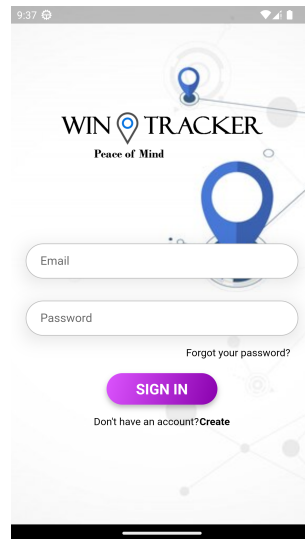 9:37
WIN TRACKER
Peace of Mind
Email
Password
Forgot your password?
SIGN IN
Don't have an account?Create